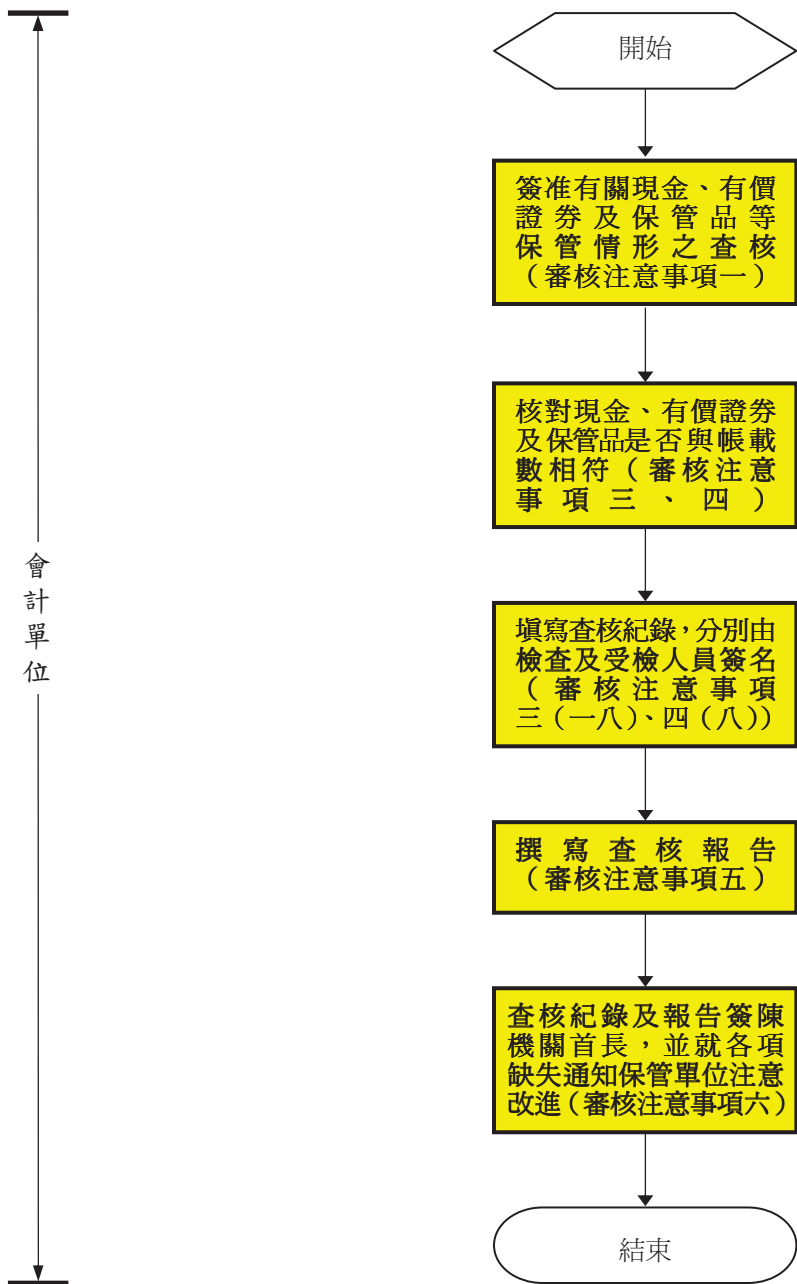 開始
簽准有關現金、有價
證券及保管品等
保管情形之查核
（審核注意事項一）
核對現金、有價證券
及保管品是否與帳載
數相符（審核注意
事項三、四）
填寫查核紀錄，分別由
檢查及受檢人員簽名
（審核注意事項
三（一八）、四（八））
撰寫查核報告
（審核注意事項五）
查核紀錄及報告簽陳
機關首長，並就各項
缺失通知保管單位注意
改進（審核注意事項六）
結束
會計單位